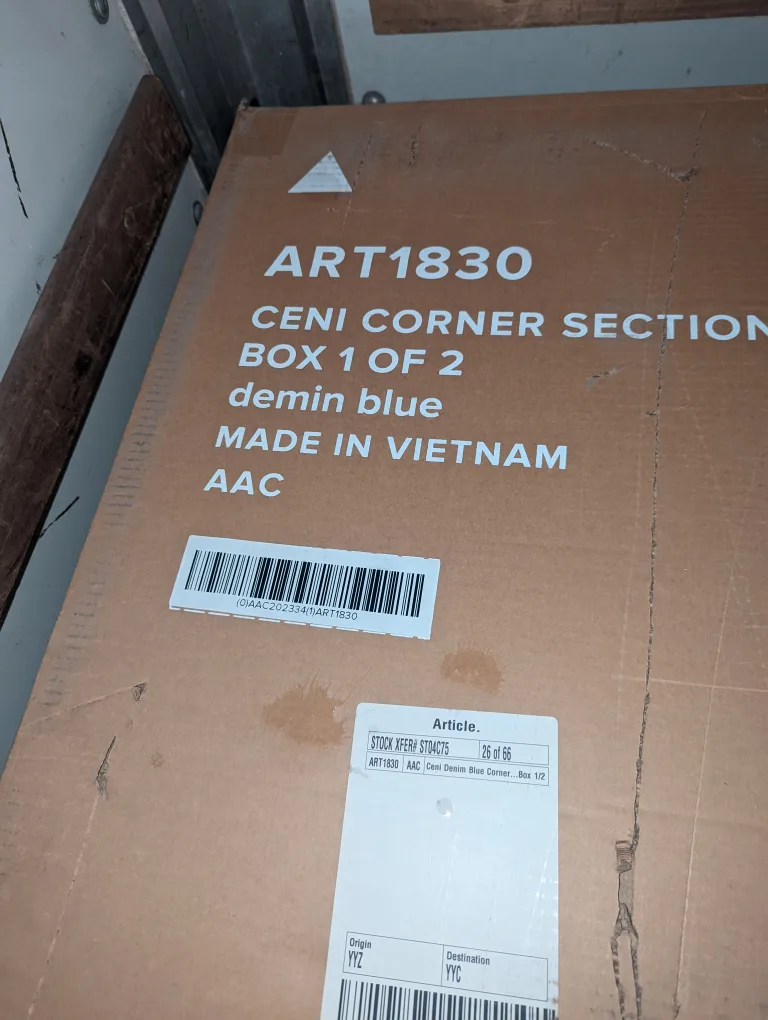 ART1830
CENI CORNER SECTION
BOX 1 OF 2
demin blue
MADE IN VIETNAM
AAC
(0)AAC202334(1)ART1830
Article.
STOCK XFER# ST04C75 26 of 66
ART1830 AAC Ceni Denim Blue Corner...Box 1/2
Origin Destination
YYZ YYC